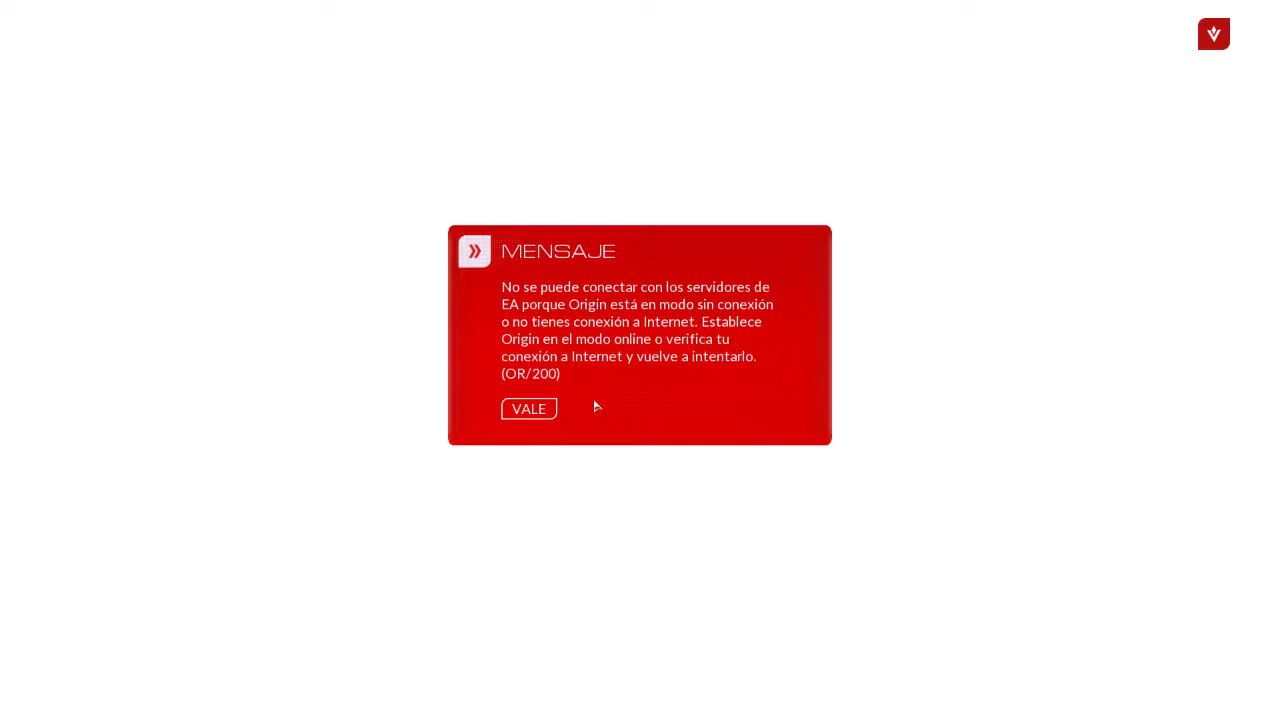 MENSAJE
No se puede conectar con los servidores de
EA porque Origin está en modo sin conexión
o no tienes conexión a Internet. Establece
Origin en el modo online o verifica tu
conexión a Internet y vuelve a intentarlo.
(OR/200)
VALE